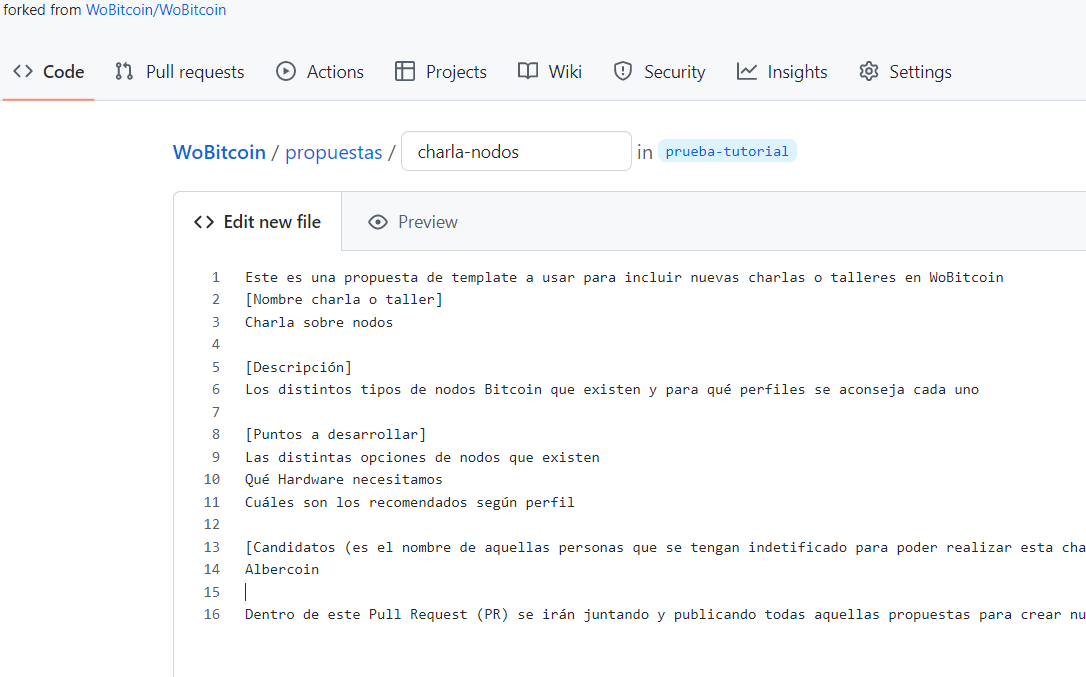 forked from WoBitcoin/WoBitcoin
Code Pull requests Actions Projects Wiki Security Insights Settings
WoBitcoin / propuestas / charla-nodos in prueba-tutorial
Edit new file Preview
1 Este es una propuesta de template a usar para incluir nuevas charlas o talleres en WoBitcoin
2 [Nombre charla o taller]
3 Charla sobre nodos
4
5 [Descripción]
6 Los distintos tipos de nodos Bitcoin que existen y para qué perfiles se aconseja cada uno
7
8 [Puntos a desarrollar]
9 Las distintas opciones de nodos que existen
10 Qué Hardware necesitamos
11 Cuáles son los recomendados según perfil
12
13 [Candidatos (es el nombre de aquellas personas que se tengan indetificado para poder realizar esta cha
14 Albercoin
15
16 Dentro de este Pull Request (PR) se irán juntando y publicando todas aquellas propuestas para crear nu